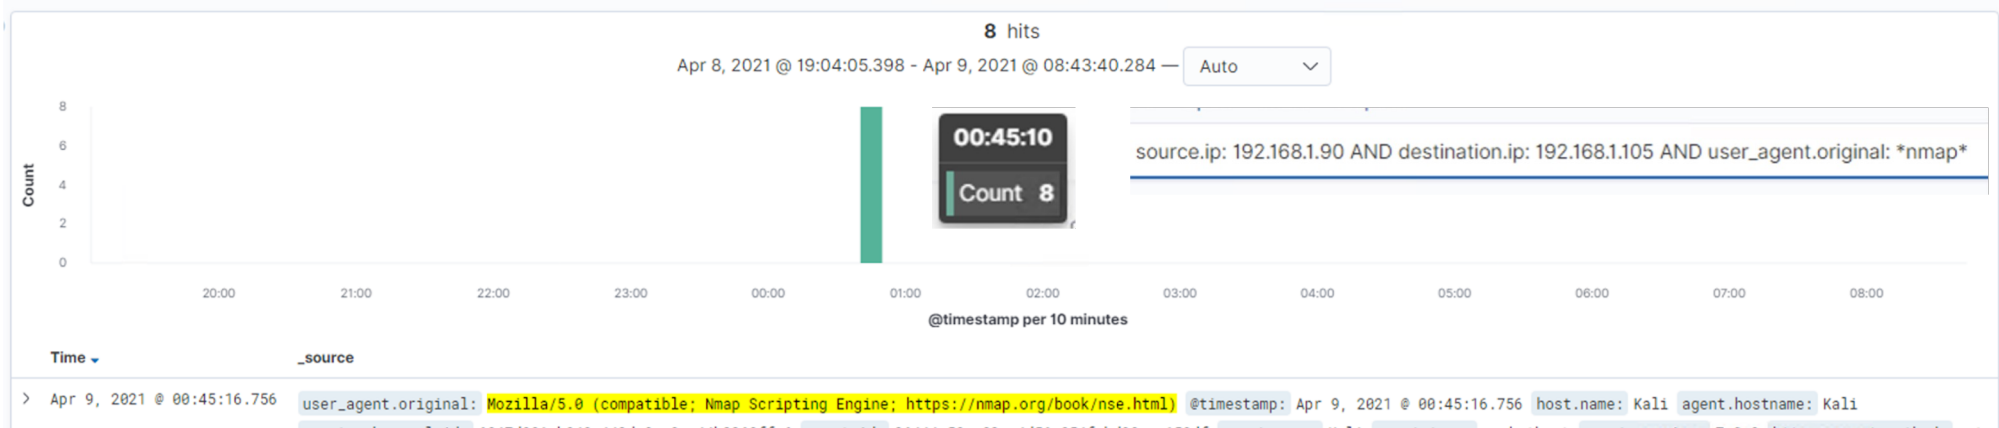 8 hits
Apr 8, 2021 @ 19:04:05.398 - Apr 9, 2021 @ 08:43:40.284 — Auto
Count
8
6
4
2
0
00:45:10
Count 8
source.ip: 192.168.1.90 AND destination.ip: 192.168.1.105 AND user_agent.original: *nmap*
20:00 21:00 22:00 23:00 00:00 01:00 02:00 03:00 04:00 05:00 06:00 07:00 08:00
@timestamp per 10 minutes
Time _source
Apr 9, 2021 @ 00:45:16.756 user_agent.original: Mozilla/5.0 (compatible; Nmap Scripting Engine; https://nmap.org/book/nse.html) @timestamp: Apr 9, 2021 @ 00:45:16.756 host.name: Kali agent.hostname: Kali